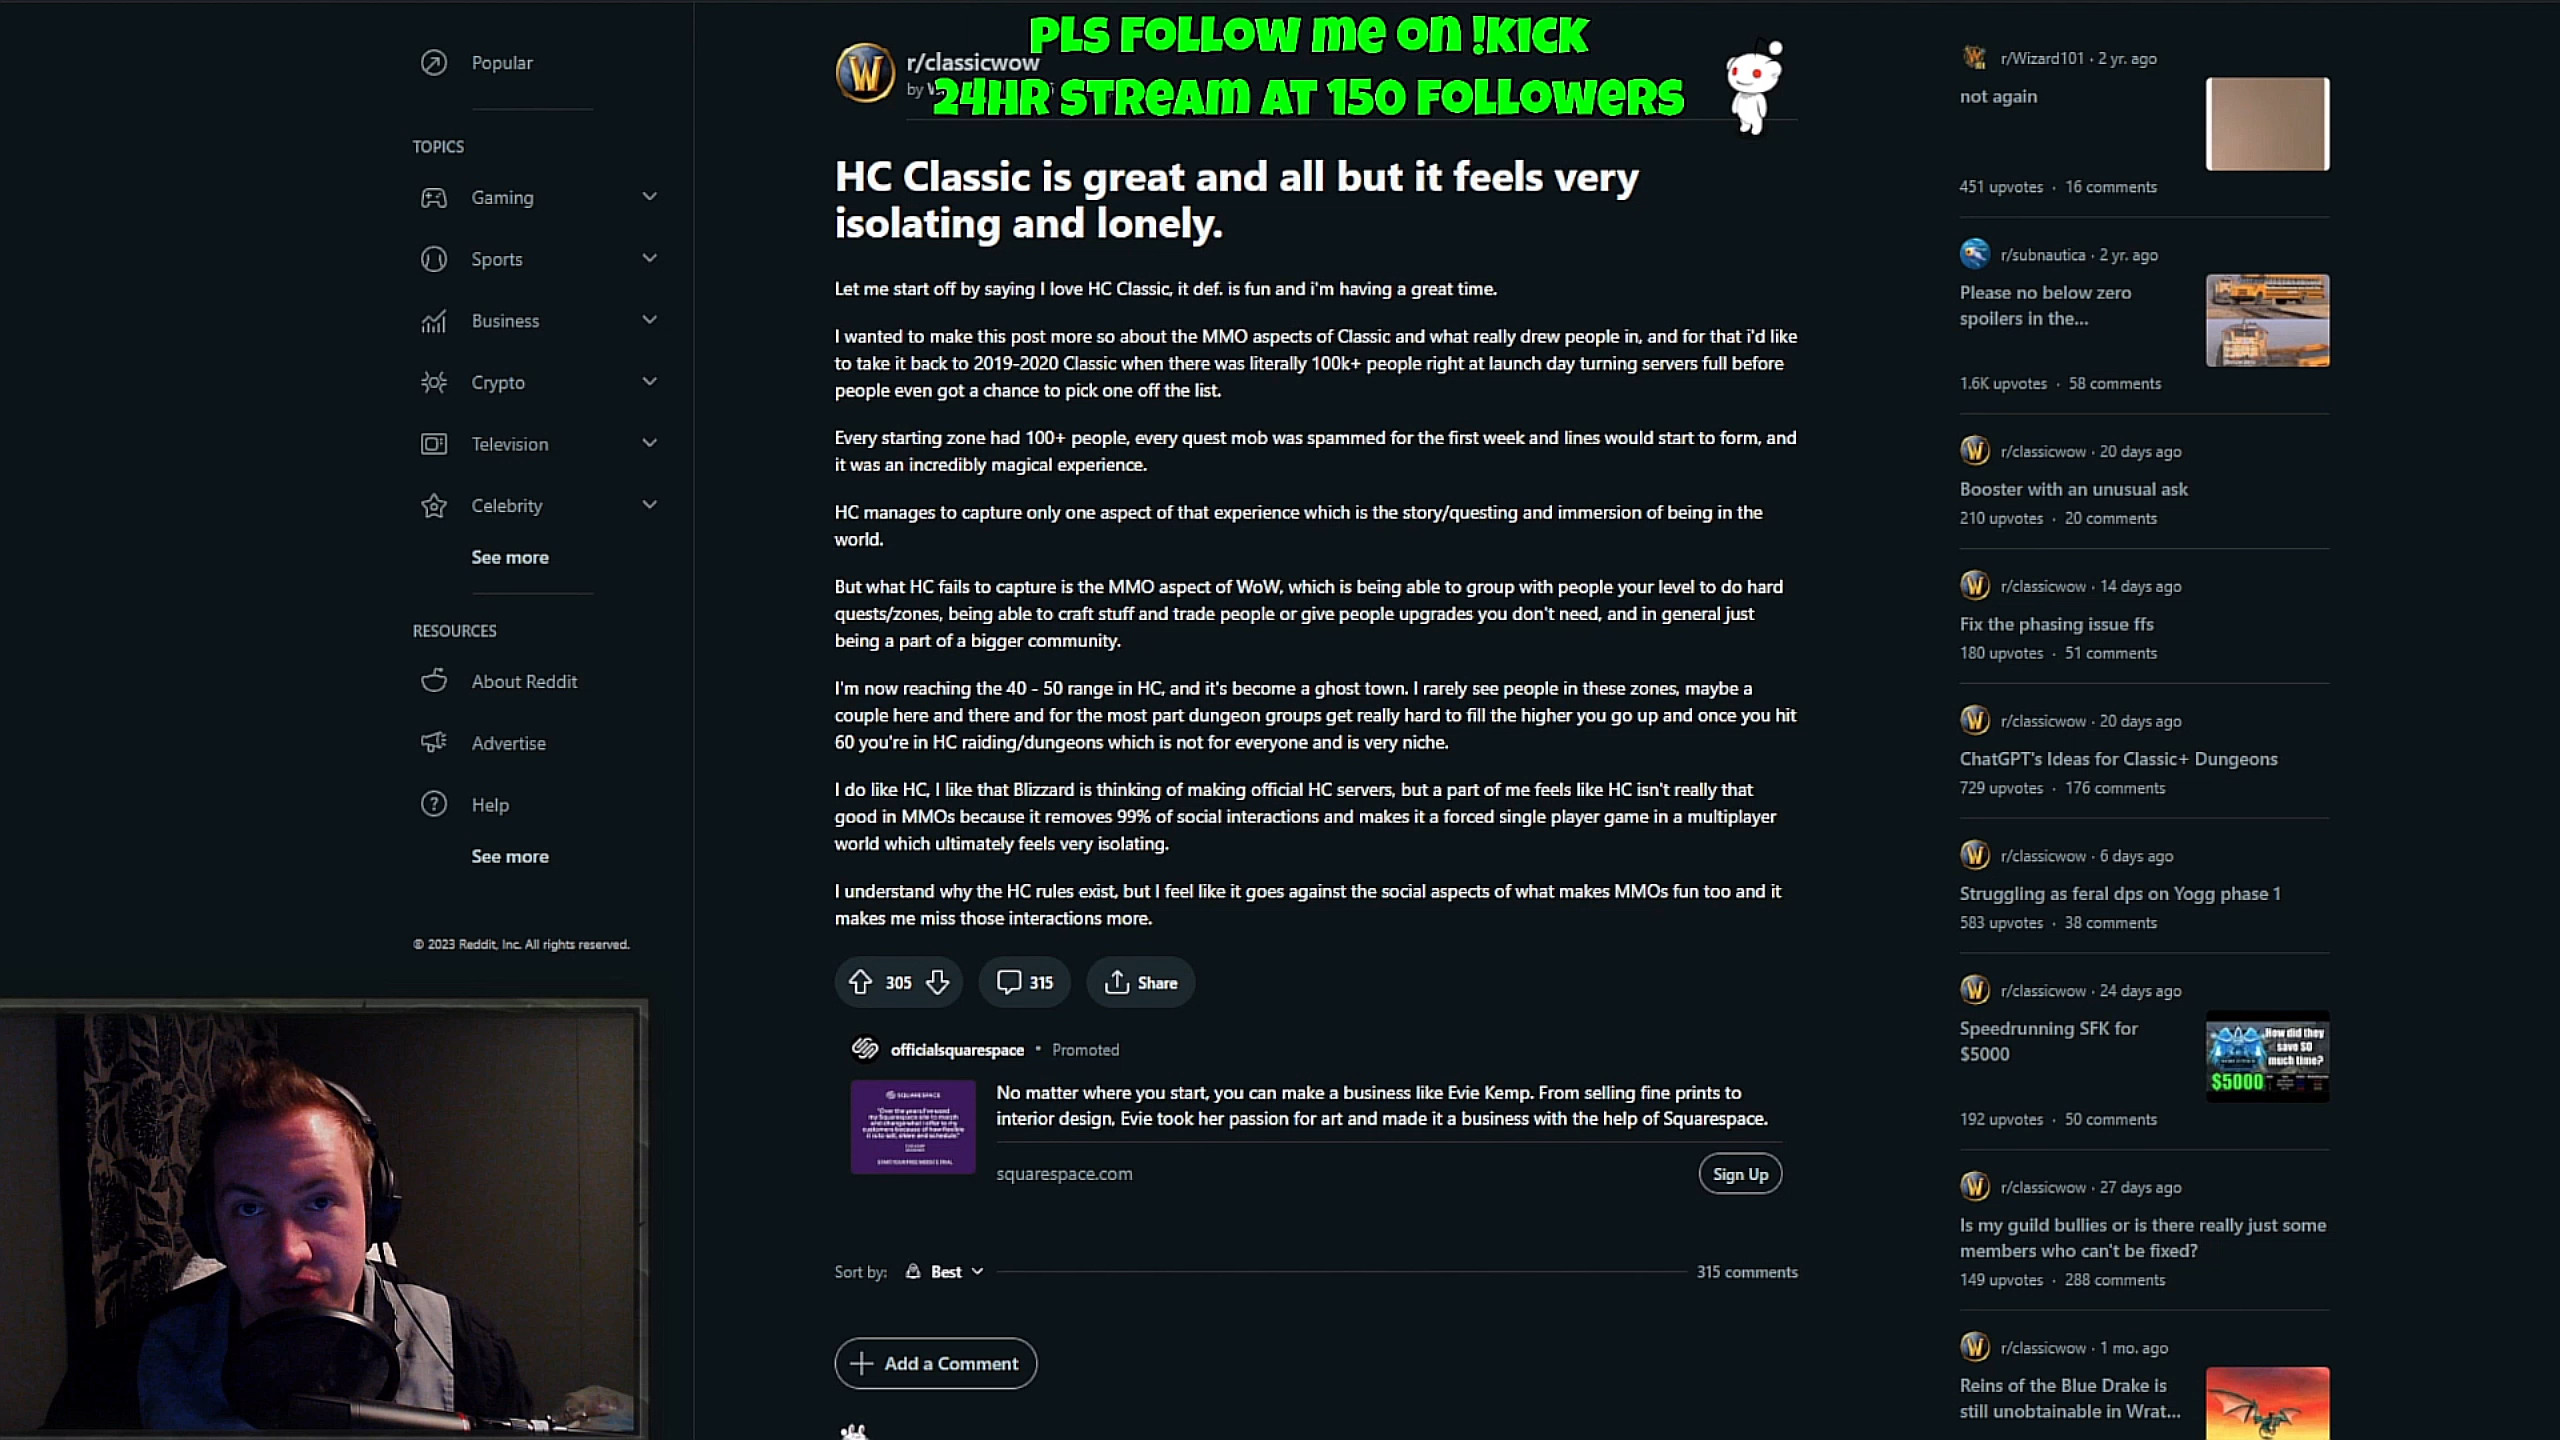 PLS FOLLOW ME ON !KICK
24HR STREAM AT 150 FOLLOWERS
Popular
TOPICS
Gaming
Sports
Business
Crypto
Television
Celebrity
See more
RESOURCES
About Reddit
Advertise
Help
See more
© 2023 Reddit, Inc. All rights reserved.
r/classicwow
by
HC Classic is great and all but it feels very
isolating and lonely.
Let me start off by saying I love HC Classic, it def. is fun and i'm having a great time.
I wanted to make this post more so about the MMO aspects of Classic and what really drew people in, and for that i'd like
to take it back to 2019-2020 Classic when there was literally 100k+ people right at launch day turning servers full before
people even got a chance to pick one off the list.
Every starting zone had 100+ people, every quest mob was spammed for the first week and lines would start to form, and
it was an incredibly magical experience.
HC manages to capture only one aspect of that experience which is the story/questing and immersion of being in the
world.
But what HC fails to capture is the MMO aspect of WoW, which is being able to group with people your level to do hard
quests/zones, being able to craft stuff and trade people or give people upgrades you don't need, and in general just
being a part of a bigger community.
I'm now reaching the 40 - 50 range in HC, and it's become a ghost town. I rarely see people in these zones, maybe a
couple here and there and for the most part dungeon groups get really hard to fill the higher you go up and once you hit
60 you're in HC raiding/dungeons which is not for everyone and is very niche.
I do like HC, I like that Blizzard is thinking of making official HC servers, but a part of me feels like HC isn't really that
good in MMOs because it removes 99% of social interactions and makes it a forced single player game in a multiplayer
world which ultimately feels very isolating.
I understand why the HC rules exist, but I feel like it goes against the social aspects of what makes MMOs fun too and it
makes me miss those interactions more.
305
315
Share
officialsquarespace • Promoted
SQUARESPACE
No matter where you start, you can make a business like Evie Kemp. From selling fine prints to
interior design, Evie took her passion for art and made it a business with the help of Squarespace.
squarespace.com
Sign Up
Sort by: Best
315 comments
Add a Comment
r/Wizard101 · 2 yr. ago
not again
451 upvotes · 16 comments
r/subnautica · 2 yr. ago
Please no below zero
spoilers in the...
1.6K upvotes · 58 comments
r/classicwow · 20 days ago
Booster with an unusual ask
210 upvotes · 20 comments
r/classicwow · 14 days ago
Fix the phasing issue ffs
180 upvotes · 51 comments
r/classicwow · 20 days ago
ChatGPT's Ideas for Classic+ Dungeons
729 upvotes · 176 comments
r/classicwow · 6 days ago
Struggling as feral dps on Yogg phase 1
583 upvotes · 38 comments
r/classicwow · 24 days ago
Speedrunning SFK for
$5000
How did they
save SO
much time?
$5000
192 upvotes · 50 comments
r/classicwow · 27 days ago
Is my guild bullies or is there really just some
members who can't be fixed?
149 upvotes · 288 comments
r/classicwow · 1 mo. ago
Reins of the Blue Drake is
still unobtainable in Wrat...